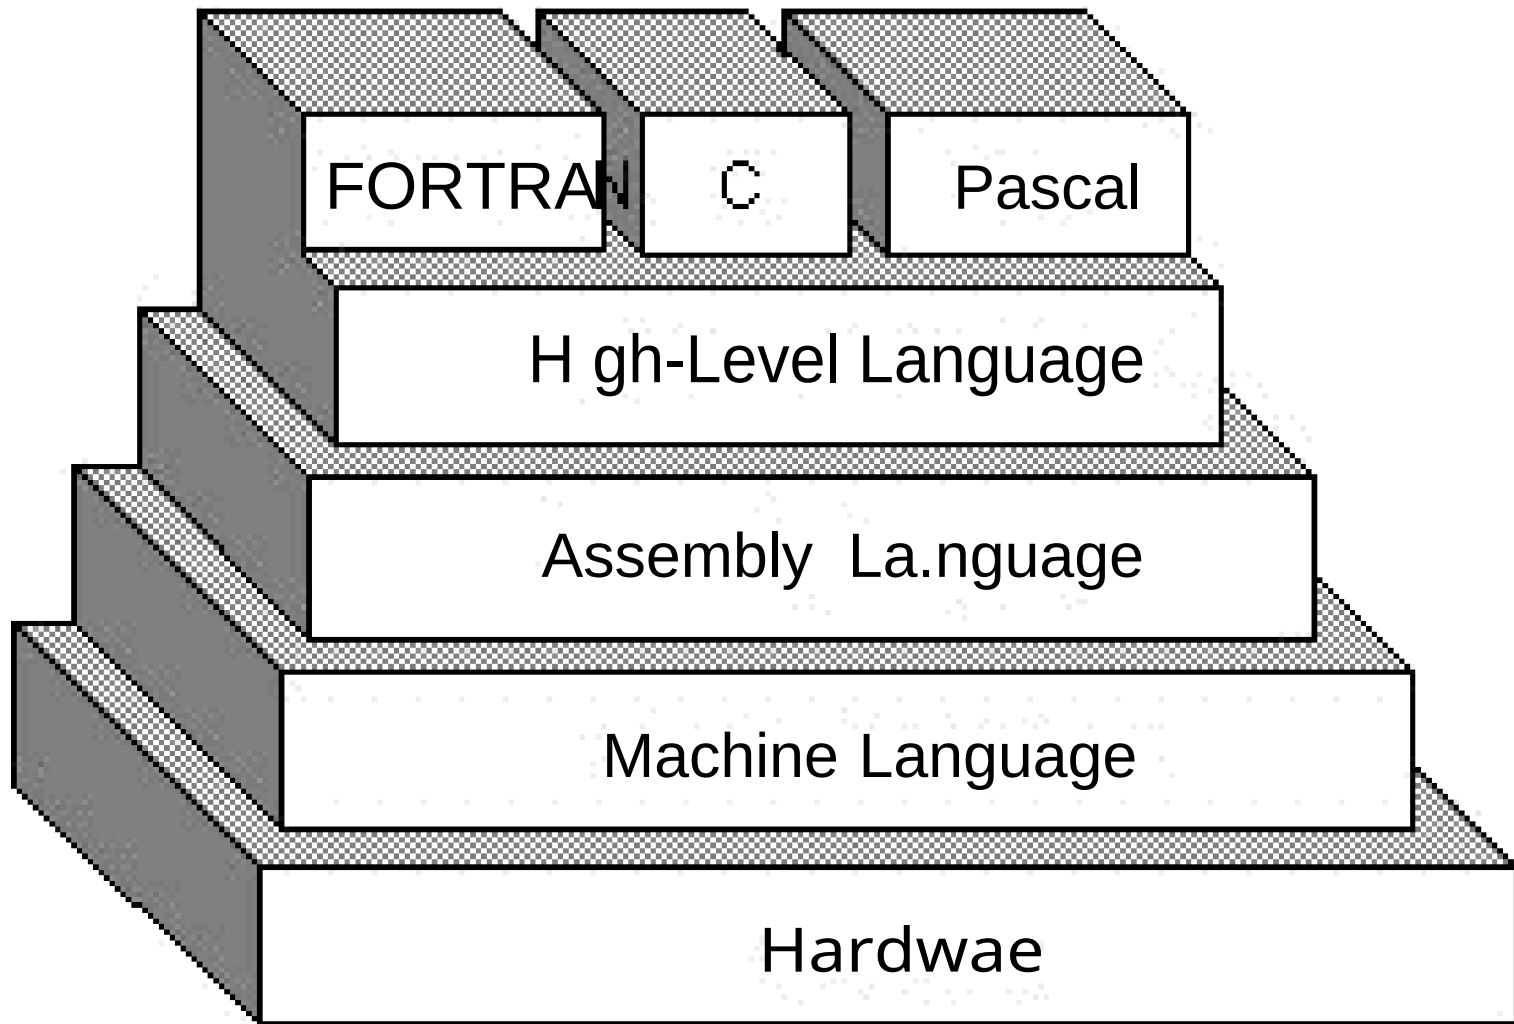 FORTRAN C Pascal
H gh-Level Language
Assembly La.nguage
Machine Language
Hardwae